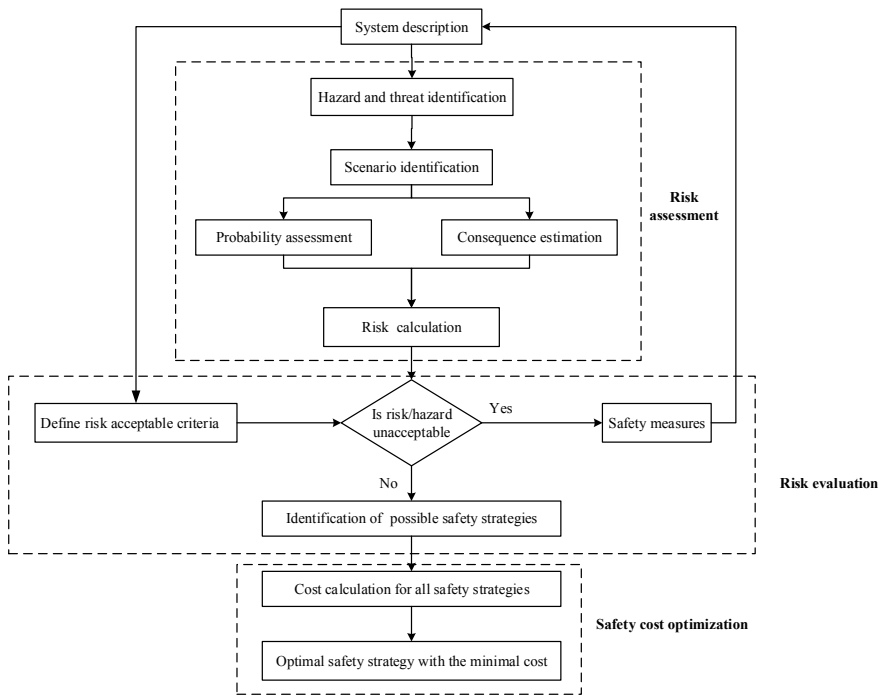 System description
Hazard and threat identification
Scenario identification
Risk
assessment
Probability assessment
Consequence estimation
Risk calculation
Define risk acceptable criteria
Is risk/hazard
unacceptable
Yes
Safety measures
No
Risk evaluation
Identification of possible safety strategies
Cost calculation for all safety strategies
Safety cost optimization
Optimal safety strategy with the minimal cost